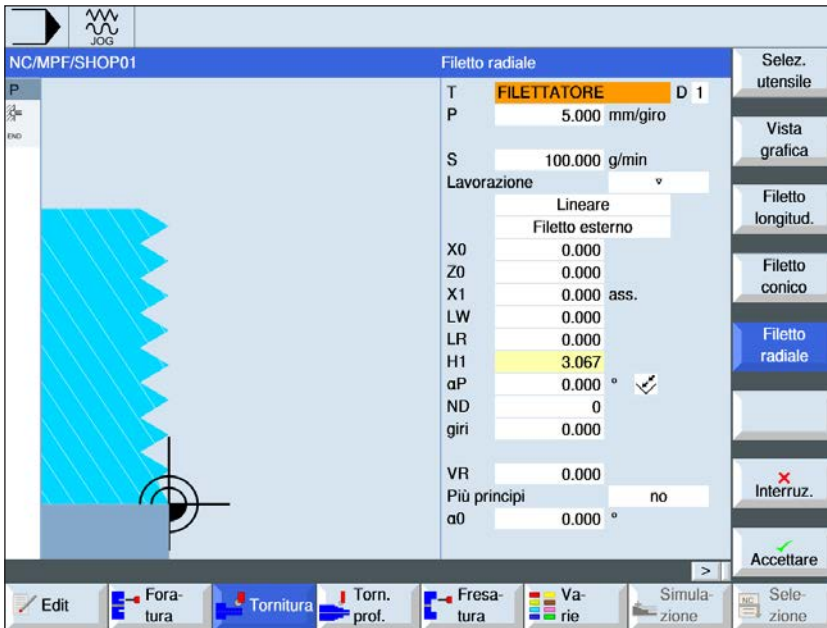 JOG
NC/MPF/SHOP01
Filetto radiale
P
END
T FILETTATORE D 1
P 5.000 mm/giro
S 100.000 g/min
Lavorazione ▿
Lineare
Filetto esterno
X0 0.000
Z0 0.000
X1 0.000 ass.
LW 0.000
LR 0.000
H1 3.067
αP 0.000 °
ND 0
giri 0.000
VR 0.000
Più principi no
α0 0.000 °
Selez.
utensile
Vista
grafica
Filetto
longitud.
Filetto
conico
Filetto
radiale
Interruz.
Accettare
>
Edit
Fora-
tura
Tornitura
Torn.
prof.
Fresa-
tura
Va-
rie
Simula-
zione
NC
Sele-
zione